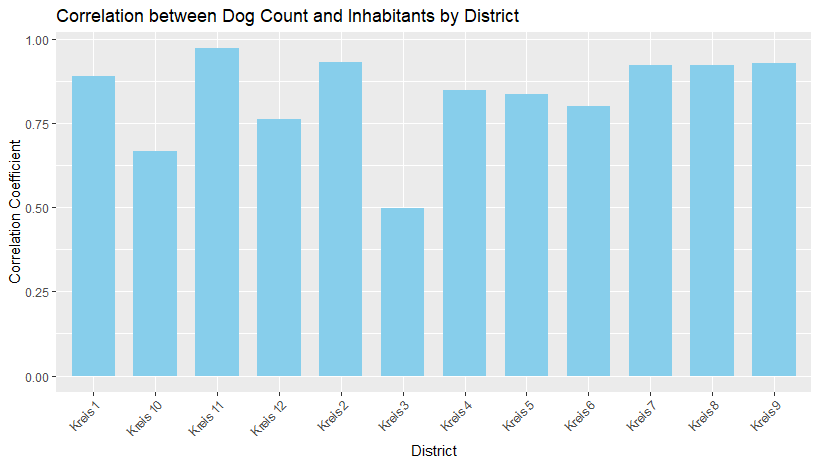 Correlation between Dog Count and Inhabitants by District
Correlation Coefficient
1.00
0.75
0.50
0.25
0.00
Kreis 1
Kreis 10
Kreis 11
Kreis 12
Kreis 2
Kreis 3
Kreis 4
Kreis 5
Kreis 6
Kreis 7
Kreis 8
Kreis 9
District